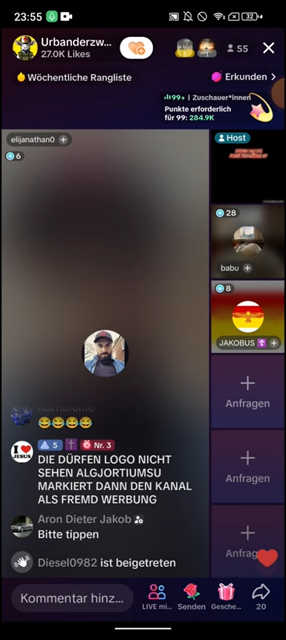 23:55
32
Urbanderzw...
27.0K Likes
55
Wöchentliche Rangliste
Erkunden >
99+ | Zuschauer*innen
Punkte erforderlich
für 99: 284.9K
elijanathan0 +
6
Host
28
babu +
8
JAKOBUS +
Anfragen
Anfragen
Anfragen
I ❤ JESUS
5 Nr. 3
DIE DÜRFEN LOGO NICHT
SEHEN ALGJORTIUMSU
MARKIERT DANN DEN KANAL
ALS FREMD WERBUNG
Aron Dieter Jakob
Bitte tippen
Diesel0982 ist beigetreten
Kommentar hinz...
LIVE mi...
Senden
Gesche...
20